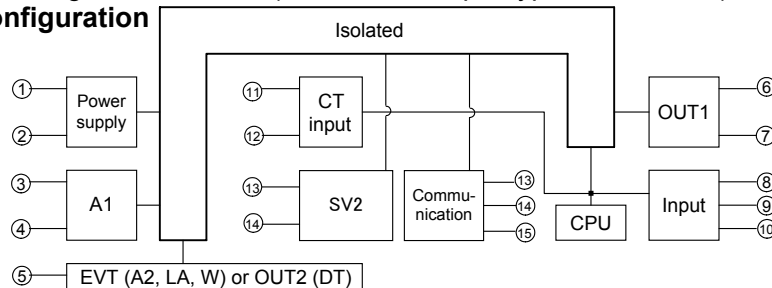 onfiguration
Isolated
1
2
Power
supply
11
12
CT
input
OUT1
6
7
3
4
A1
13
14
SV2
Commu-
nication
13
14
15
CPU
Input
8
9
10
5
EVT (A2, LA, W) or OUT2 (DT)